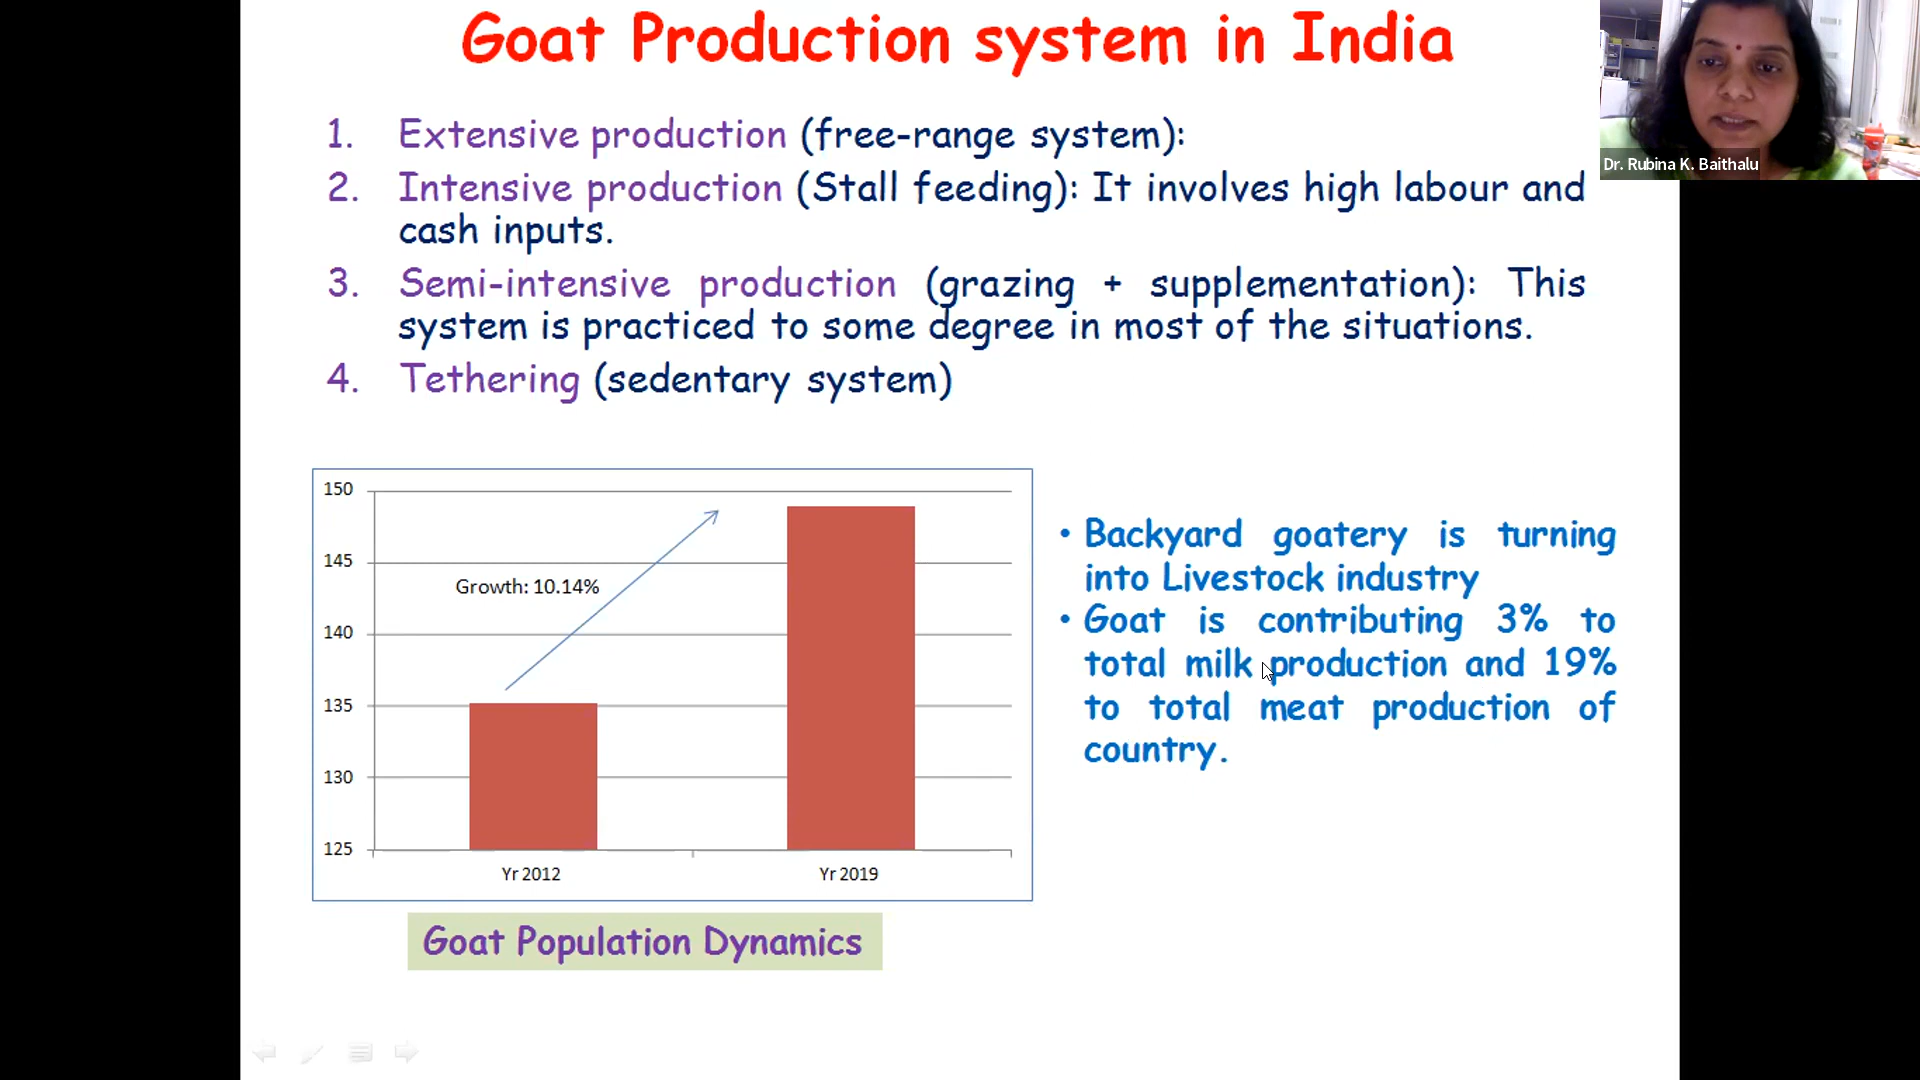 Goat Production system in India
Dr. Rubina K. Baithalu
1. Extensive production (free-range system):
2. Intensive production (Stall feeding): It involves high labour and
cash inputs.
3. Semi-intensive production (grazing + supplementation): This
system is practiced to some degree in most of the situations.
4. Tethering (sedentary system)
150
145
140
135
130
125
Growth: 10.14%
Yr 2012
Yr 2019
Goat Population Dynamics
• Backyard goatery is turning
into Livestock industry
• Goat is contributing 3% to
total milk production and 19%
to total meat production of
country.